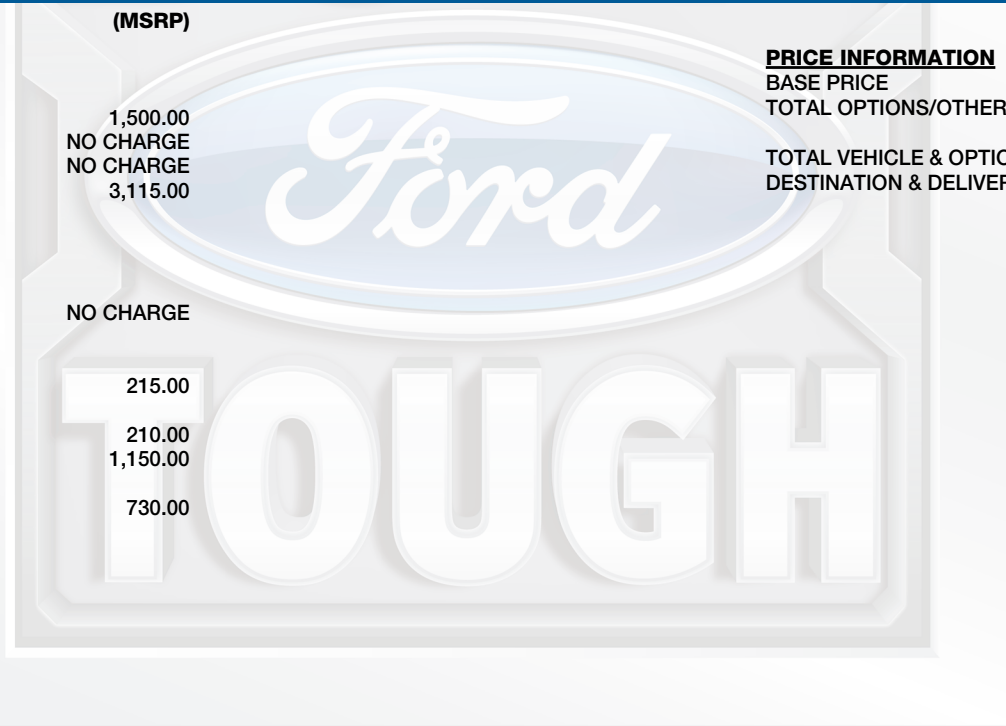 (MSRP)
1,500.00
NO CHARGE
NO CHARGE
3,115.00
NO CHARGE
215.00
210.00
1,150.00
730.00
PRICE INFORMATION
BASE PRICE
TOTAL OPTIONS/OTHER
TOTAL VEHICLE & OPTIO
DESTINATION & DELIVER
Ford
TOUGH